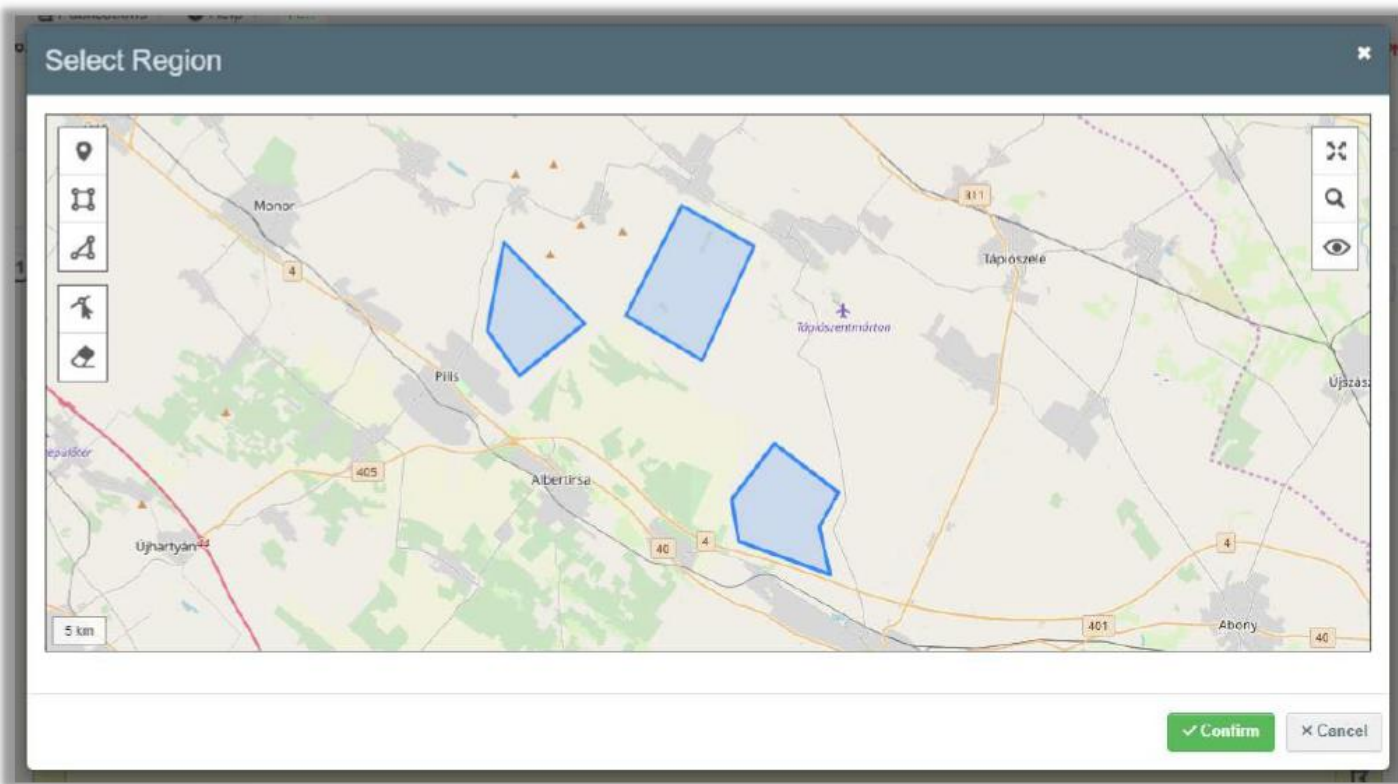 Select Region
Monor
311
Tápiószele
4
Tápiószentmárton
Pilis
Újszász
405
Albertirsa
Újhartyán
40
4
4
5 km
401
Abony
40
Confirm
Cancel